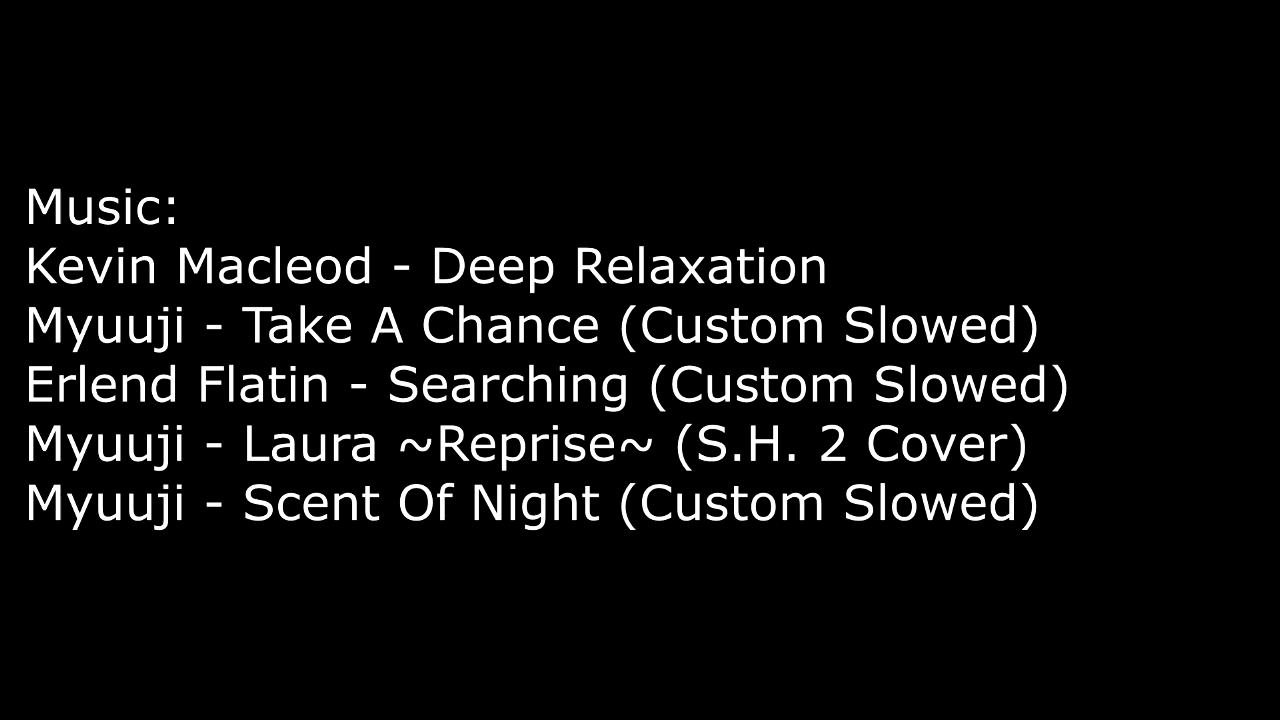 Music:
Kevin Macleod - Deep Relaxation
Myuuji - Take A Chance (Custom Slowed)
Erlend Flatin - Searching (Custom Slowed)
Myuuji - Laura ~Reprise~ (S.H. 2 Cover)
Myuuji - Scent Of Night (Custom Slowed)